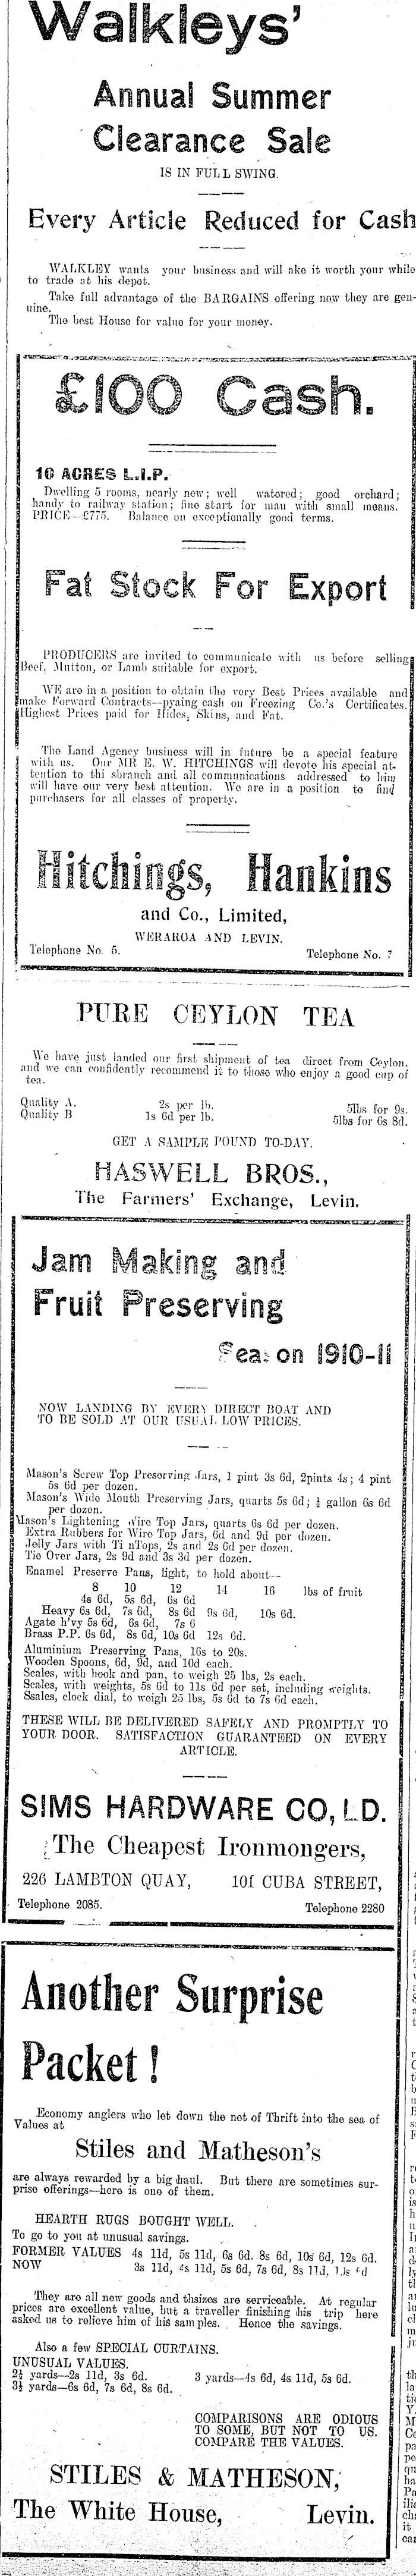 Walkleys'
Annual Summer
Clearance Sale
IS IN FULL SWING.
Every Article Reduced for Cash
WALKLEY wants your business and will ake it worth your while
to trade at his depot.
Take full advantage of the BARGAINS offering now they are gen-
uine.
The best House for value for your money.
£100 Cash.
10 ACRES L.I.P.
Dwelling 5 rooms, nearly new; well watored; good orchard;
handy to railway station; fine start for man with small means.
PRICE—£775. Balance on exceptionally good terms.
Fat Stock For Export
PRODUCERS are invited to communicate with us before selling
Beef, Mutton, or Lamb suitable for export.
WE are in a position to obtain the very Best Prices available and
make Forward Contracts—pyaing cash on Freezing Co.'s Certificates.
Highest Prices paid for Hides, Skins, and Fat.
The Land Agency business will in future be a special feature
with us. Our MR E. W. HITCHINGS will devote his special at-
tention to thi sbranch and all communications addressed to him
will have our very best attention. We are in a position to find
purchasers for all classes of property.
Hitchings, Hankins
and Co., Limited,
WERAROA AND LEVIN.
Telephone No. 5. Telephone No. 7
PURE CEYLON TEA
We have just landed our first shipment of tea direct from Ceylon,
and we can confidently recommend it to those who enjoy a good cup of
tea.
Quality A. 2s per lb. 5lbs for 9s.
Quality B 1s 6d per lb. 5lbs for 6s 8d.
GET A SAMPLE POUND TO-DAY.
HASWELL BROS.,
The Farmers' Exchange, Levin.
Jam Making and
Fruit Preserving
Season 1910-11
NOW LANDING BY EVERY DIRECT BOAT AND
TO BE SOLD AT OUR USUAL LOW PRICES.
Mason's Screw Top Preserving Jars, 1 pint 3s 6d, 2pints 4s; 4 pint
5s 6d per dozen.
Mason's Wide Mouth Preserving Jars, quarts 5s 6d; ½ gallon 6s 6d
per dozen.
Mason's Lightening Wire Top Jars, quarts 6s 6d per dozen.
Extra Rubbers for Wire Top Jars, 6d and 9d per dozen.
Jelly Jars with Ti nTops, 2s and 2s 6d per dozen.
Tie Over Jars, 2s 9d and 3s 3d per dozen.
Enamel Preserve Pans, light, to hold about—
8 10 12 14 16 lbs of fruit
4s 6d, 5s 6d, 6s 6d
Heavy 6s 6d, 7s 6d, 8s 6d 9s 6d, 10s 6d.
Agate h'vy 5s 6d, 6s 6d, 7s 6
Brass P.P. 6s 6d, 8s 6d, 10s 6d 12s 6d.
Aluminium Preserving Pans, 16s to 20s.
Wooden Spoons, 6d, 9d, and 10d each.
Scales, with hook and pan, to weigh 25 lbs, 2s each.
Scales, with weights, 5s 6d to 11s 6d per set, including weights.
Ssales, clock dial, to weigh 25 lbs, 5s 6d to 7s 6d each.
THESE WILL BE DELIVERED SAFELY AND PROMPTLY TO
YOUR DOOR. SATISFACTION GUARANTEED ON EVERY
ARTICLE.
SIMS HARDWARE CO, LD.
The Cheapest Ironmongers,
226 LAMBTON QUAY, 101 CUBA STREET,
Telephone 2085. Telephone 2280
Another Surprise
Packet!
Economy anglers who let down the net of Thrift into the sea of
Values at
Stiles and Matheson's
are always rewarded by a big haul. But there are sometimes sur-
prise offerings—here is one of them.
HEARTH RUGS BOUGHT WELL.
To go to you at unusual savings.
FORMER VALUES 4s 11d, 5s 11d, 6s 6d. 8s 6d, 10s 6d, 12s 6d.
NOW 3s 11d, 4s 11d, 5s 6d, 7s 6d, 8s 11d,
They are all new goods and thsizes are serviceable. At regular
prices are excellent value, but a traveller finishing his trip here
asked us to relieve him of his samples. Hence the savings.
Also a few SPECIAL CURTAINS.
UNUSUAL VALUES.
2½ yards—2s 11d, 3s 6d. 3 yards—4s 6d, 4s 11d, 5s 6d.
3½ yards—6s 6d, 7s 6d, 8s 6d.
COMPARISONS ARE ODIOUS
TO SOME, BUT NOT TO US.
COMPARE THE VALUES.
STILES & MATHESON,
The White House, Levin.